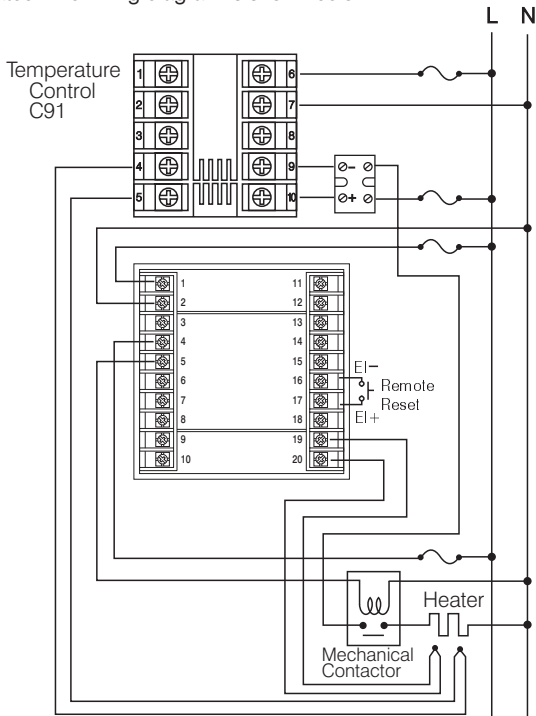 L N
Temperature
Control
C91
1
2
3
4
5
6
7
8
9
10
-
+
1
2
3
4
5
6
7
8
9
10
11
12
13
14
15
16
17
18
19
20
EI-
Remote
Reset
EI+
Heater
Mechanical
Contactor